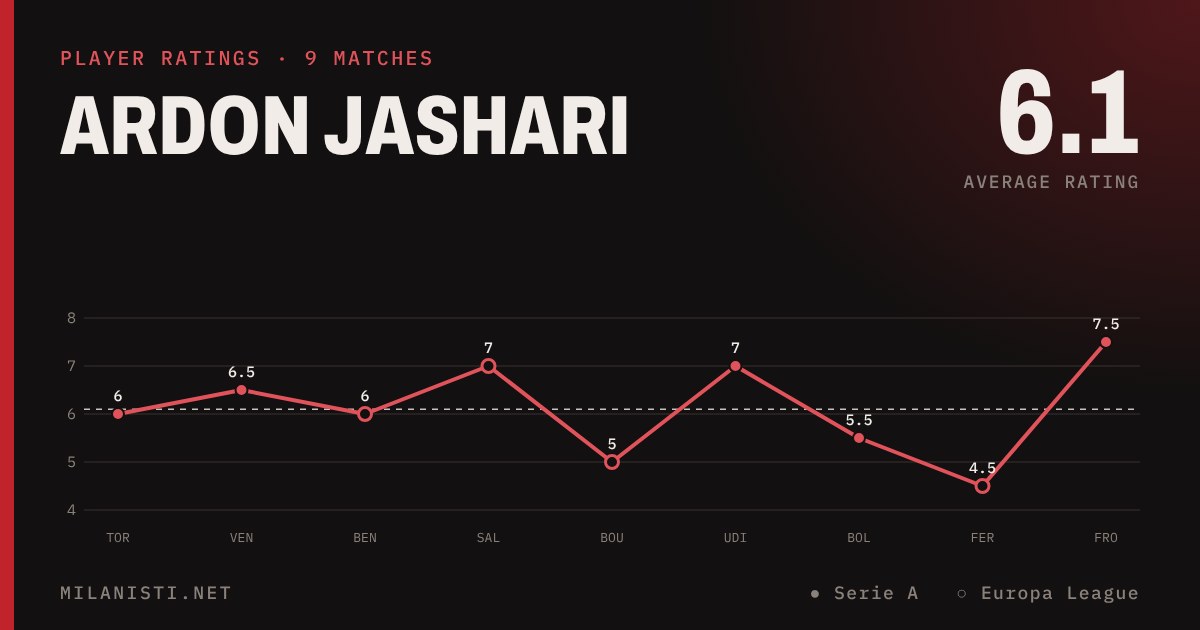 PLAYER RATINGS · 9 MATCHES
ARDON JASHARI
6.1
AVERAGE RATING
8
7
6
5
4
6
6.5
6
7
5
7
5.5
4.5
7.5
TOR VEN BEN SAL BOU UDI BOL FER FRO
MILANISTI.NET
● Serie A ○ Europa League